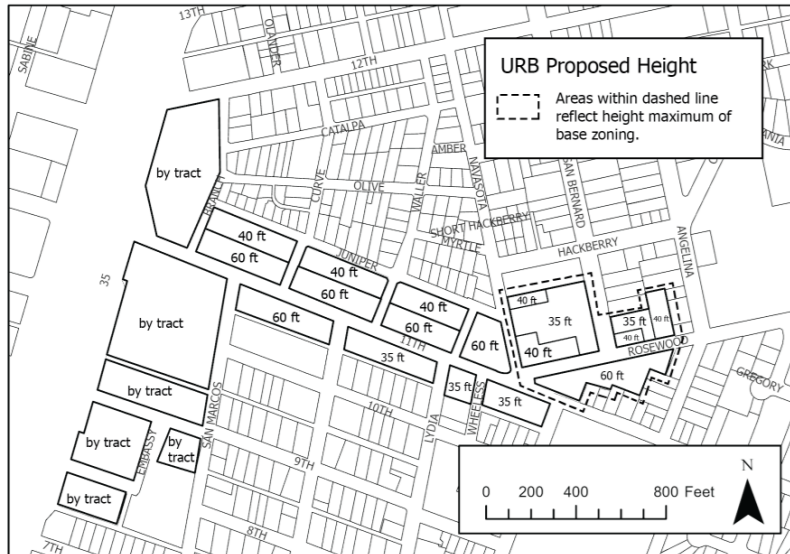 13TH
OLANDER
SABINE
12TH
URB Proposed Height
Areas within dashed line
reflect height maximum of
base zoning.
CATALPA
AMBER
NAVASOTA
SAN BERNARD
by tract
OLIVE
BRANCH
CURVE
WALLER
SHORT HACKBERRY
MYRTLE
HACKBERRY
ANGELINA
JUNIPER
40 ft
60 ft
40 ft
60 ft
40 ft
60 ft
35
by tract
60 ft
11TH
35 ft
60 ft
40 ft
35 ft
40 ft
35 ft
40 ft
40 ft
ROSEWOOD
60 ft
GREGORY
by tract
SAN MARCOS
10TH
35 ft
35 ft
LYDIA
WHEELESS
by tract
by
tract
EMBASSY
9TH
by tract
8TH
7TH
N
0 200 400 800 Feet